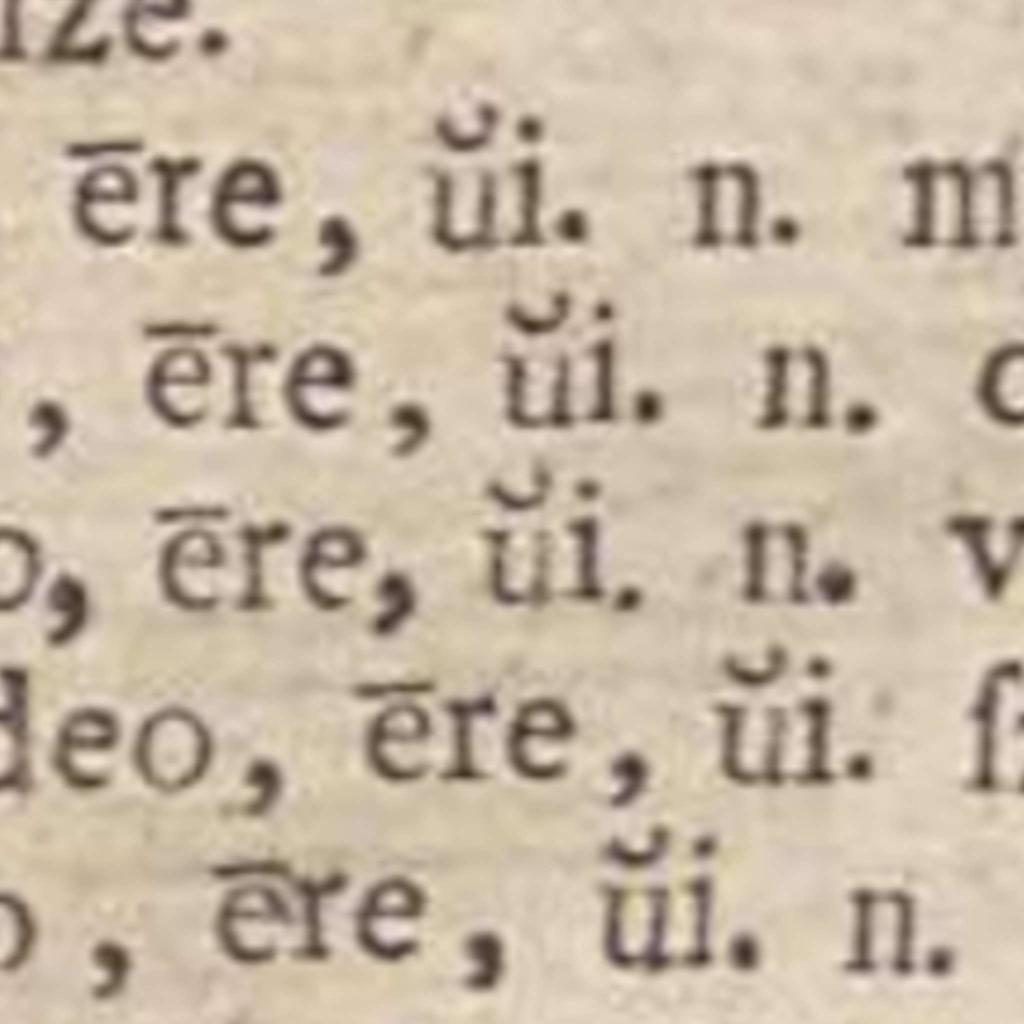 ize.
ēre, ŭi. n. m
, ēre, ŭi. n. c
o, ēre, ŭi. n. v
deo, ēre, ŭi. ſ
o, ēre, ŭi. n.